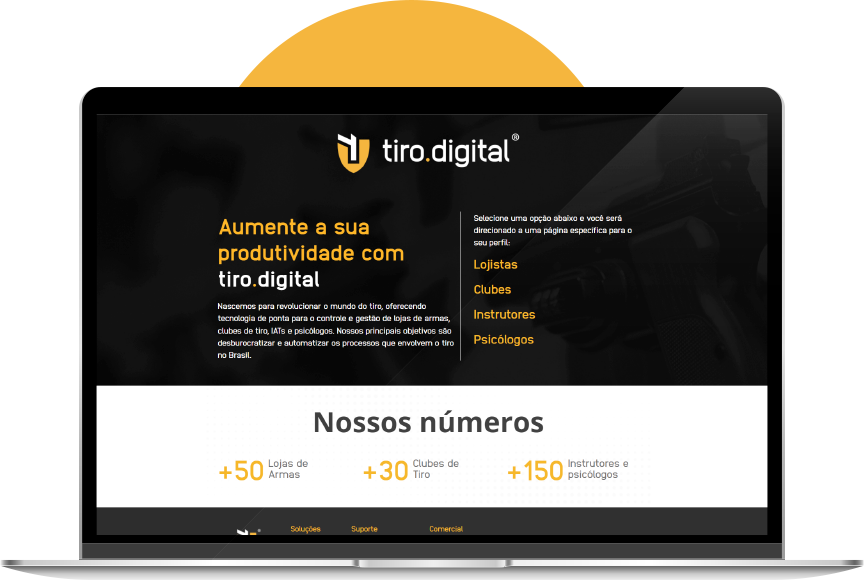 tiro.digital®
Aumente a sua
produtividade com
tiro.digital
Nascemos para revolucionar o mundo do tiro, oferecendo
tecnologia de ponta para o controle e gestão de lojas de armas,
clubes de tiro, IATs e psicólogos. Nossos principais objetivos são
desburocratizar e automatizar os processos que envolvem o tiro
no Brasil.
Selecione uma opção abaixo e você será
direcionado a uma página específica para o
seu perfil:
Lojistas
Clubes
Instrutores
Psicólogos
Nossos números
+50 Lojas de
Armas
+30 Clubes de
Tiro
+150 Instrutores e
psicólogos
Soluções
Suporte
Comercial